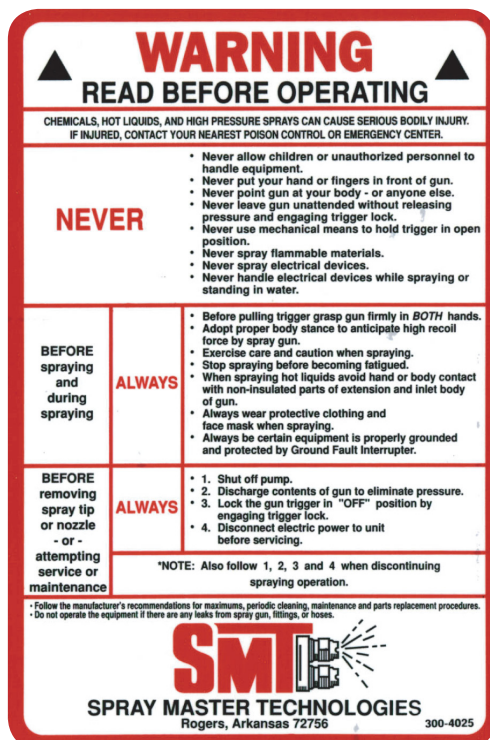 WARNING
READ BEFORE OPERATING
CHEMICALS, HOT LIQUIDS, AND HIGH PRESSURE SPRAYS CAN CAUSE SERIOUS BODILY INJURY.
IF INJURED, CONTACT YOUR NEAREST POISON CONTROL OR EMERGENCY CENTER.
NEVER
• Never allow children or unauthorized personnel to
handle equipment.
• Never put your hand or fingers in front of gun.
• Never point gun at your body - or anyone else.
• Never leave gun unattended without releasing
pressure and engaging trigger lock.
• Never use mechanical means to hold trigger in open
position.
• Never spray flammable materials.
• Never spray electrical devices.
• Never handle electrical devices while spraying or
standing in water.
BEFORE
spraying
and
during
spraying
ALWAYS
• Before pulling trigger grasp gun firmly in BOTH hands.
• Adopt proper body stance to anticipate high recoil
force by spray gun.
• Exercise care and caution when spraying.
• Stop spraying before becoming fatigued.
• When spraying hot liquids avoid hand or body contact
with non-insulated parts of extension and inlet body
of gun.
• Always wear protective clothing and
face mask when spraying.
• Always be certain equipment is properly grounded
and protected by Ground Fault Interrupter.
BEFORE
removing
spray tip
or nozzle
- or -
attempting
service or
maintenance
ALWAYS
• 1. Shut off pump.
• 2. Discharge contents of gun to eliminate pressure.
• 3. Lock the gun trigger in "OFF" position by
engaging trigger lock.
• 4. Disconnect electric power to unit
before servicing.
*NOTE: Also follow 1, 2, 3 and 4 when discontinuing
spraying operation.
• Follow the manufacturer's recommendations for maximums, periodic cleaning, maintenance and parts replacement procedures.
• Do not operate the equipment if there are any leaks from spray gun, fittings, or hoses.
SMT
SPRAY MASTER TECHNOLOGIES
Rogers, Arkansas 72756
300-4025